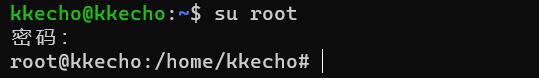 kkecho@kkecho:~$ su root
密码：
root@kkecho:/home/kkecho#